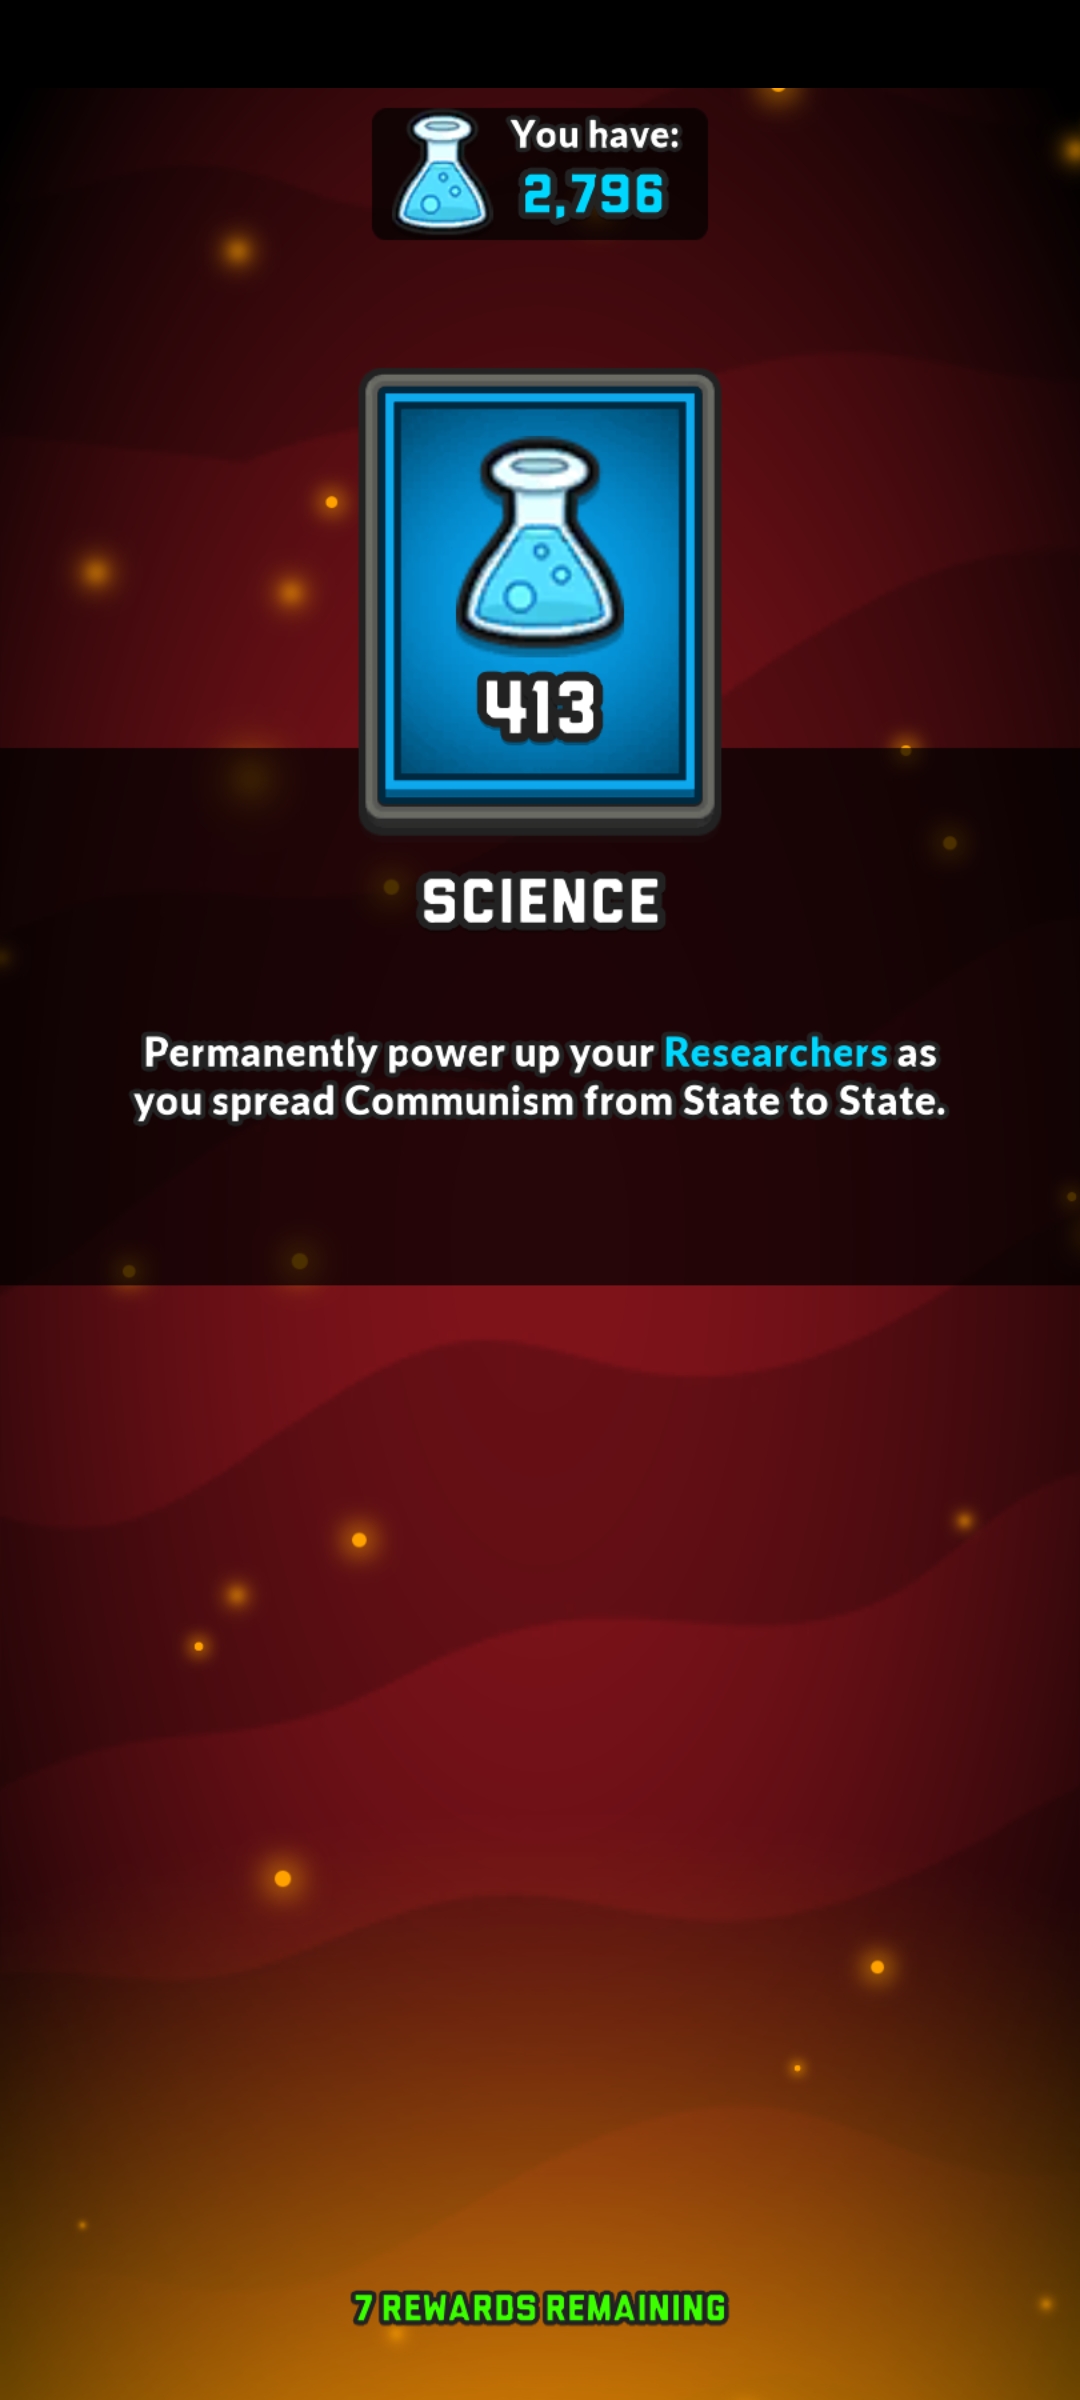 You have:
2,796
413
SCIENCE
Permanently power up your Researchers as
you spread Communism from State to State.
7 REWARDS REMAINING